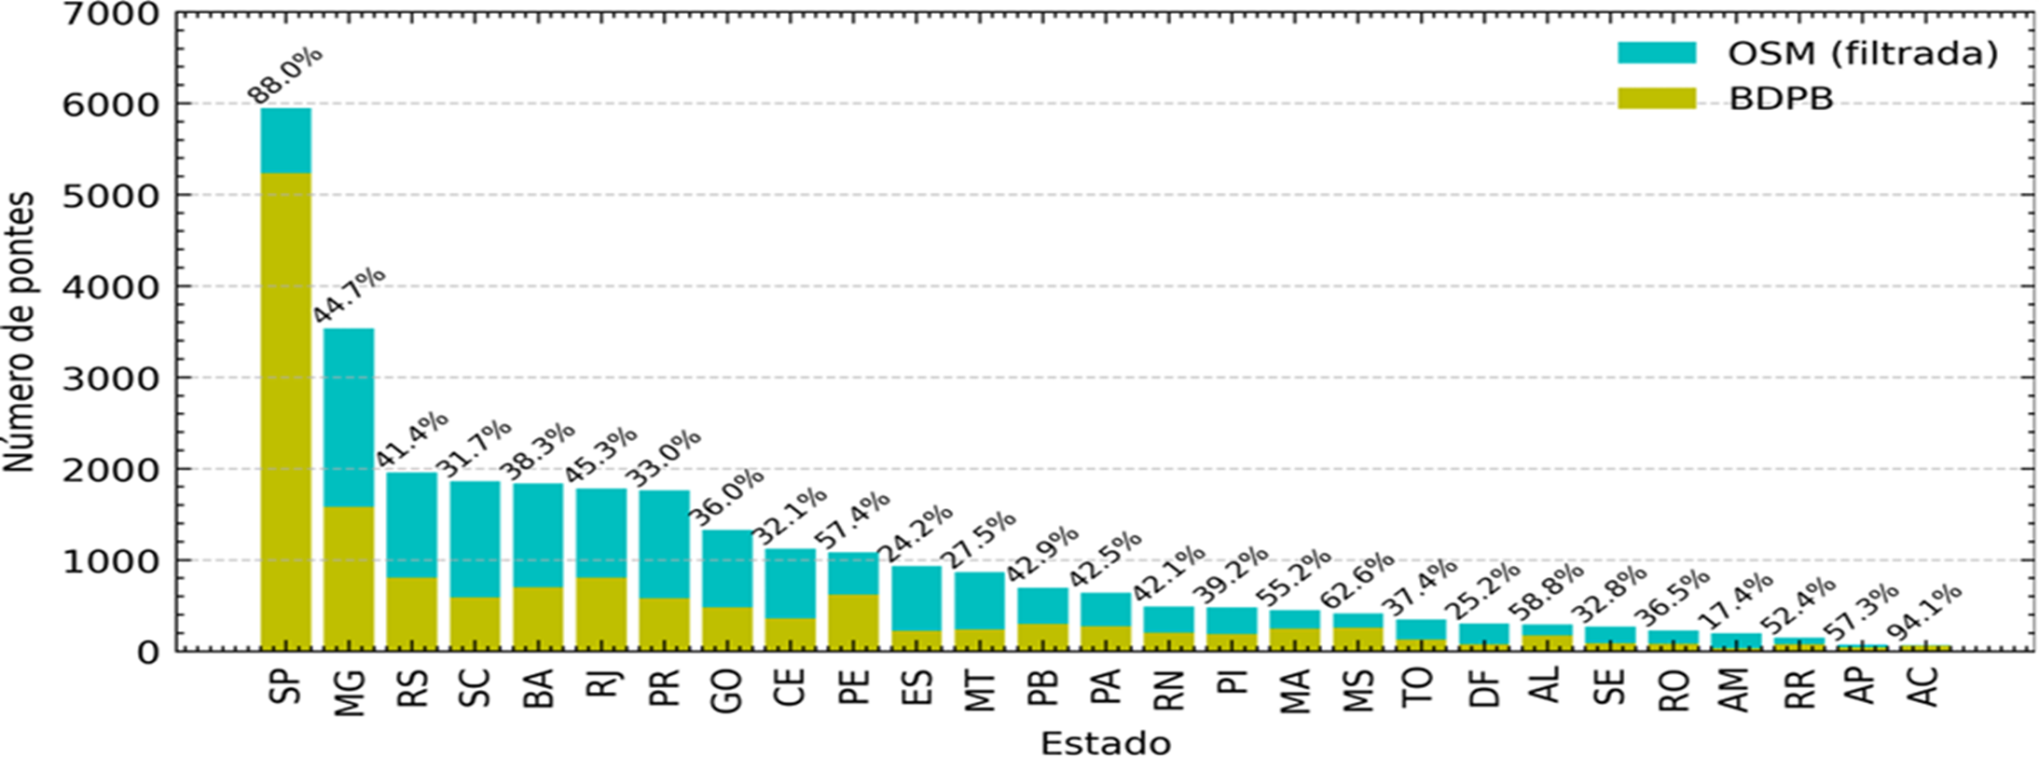 7000
6000
5000
4000
3000
2000
1000
0
Número de pontes
OSM (filtrada)
BDPB
88.0%
44.7%
41.4%
31.7%
38.3%
45.3%
33.0%
36.0%
32.1%
57.4%
24.2%
27.5%
42.9%
42.5%
42.1%
39.2%
55.2%
62.6%
37.4%
25.2%
58.8%
32.8%
36.5%
17.4%
52.4%
57.3%
94.1%
SP
MG
RS
SC
BA
RJ
PR
GO
CE
PE
ES
MT
PB
PA
RN
PI
MA
MS
TO
DF
AL
SE
RO
AM
RR
AP
AC
Estado